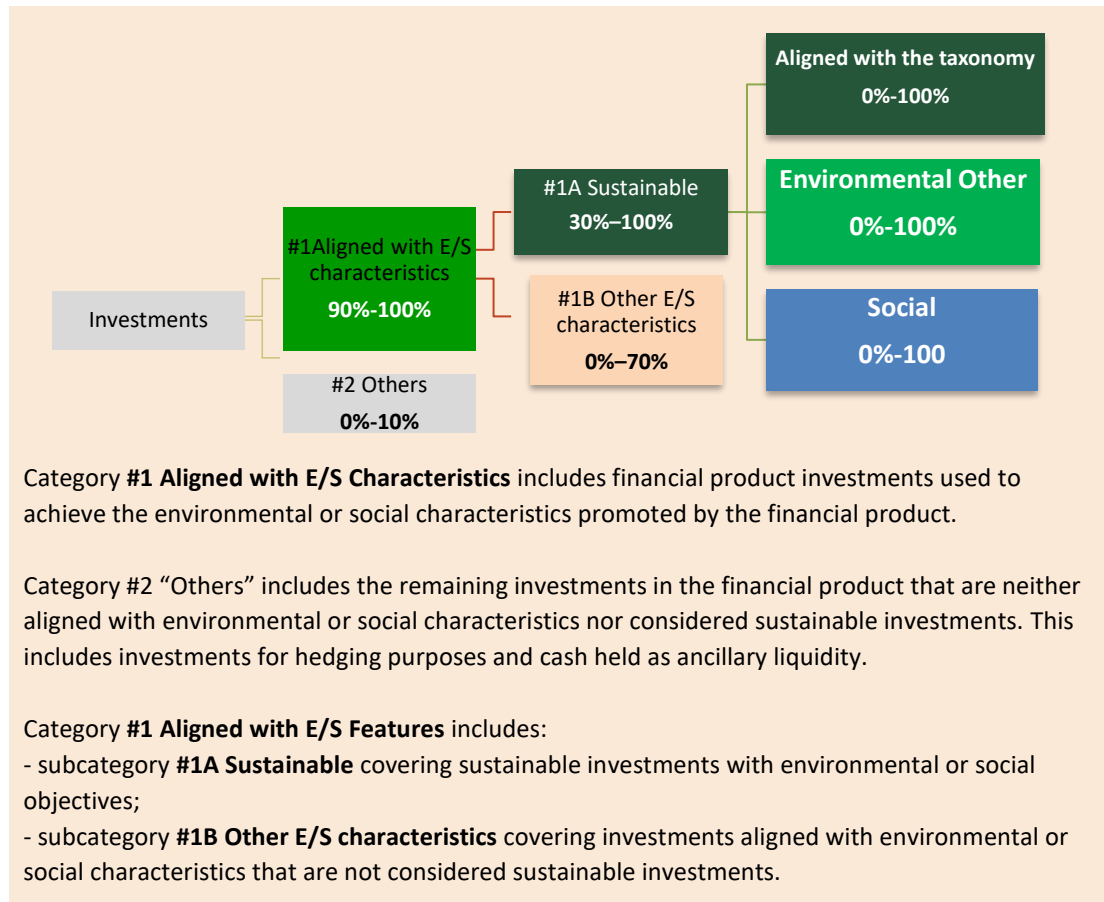 Investments
#1Aligned with E/S
characteristics
90%-100%
#2 Others
0%-10%
#1A Sustainable
30%–100%
#1B Other E/S
characteristics
0%–70%
Aligned with the taxonomy
0%-100%
Environmental Other
0%-100%
Social
0%-100
Category #1 Aligned with E/S Characteristics includes financial product investments used to
achieve the environmental or social characteristics promoted by the financial product.
Category #2 “Others” includes the remaining investments in the financial product that are neither
aligned with environmental or social characteristics nor considered sustainable investments. This
includes investments for hedging purposes and cash held as ancillary liquidity.
Category #1 Aligned with E/S Features includes:
- subcategory #1A Sustainable covering sustainable investments with environmental or social
objectives;
- subcategory #1B Other E/S characteristics covering investments aligned with environmental or
social characteristics that are not considered sustainable investments.